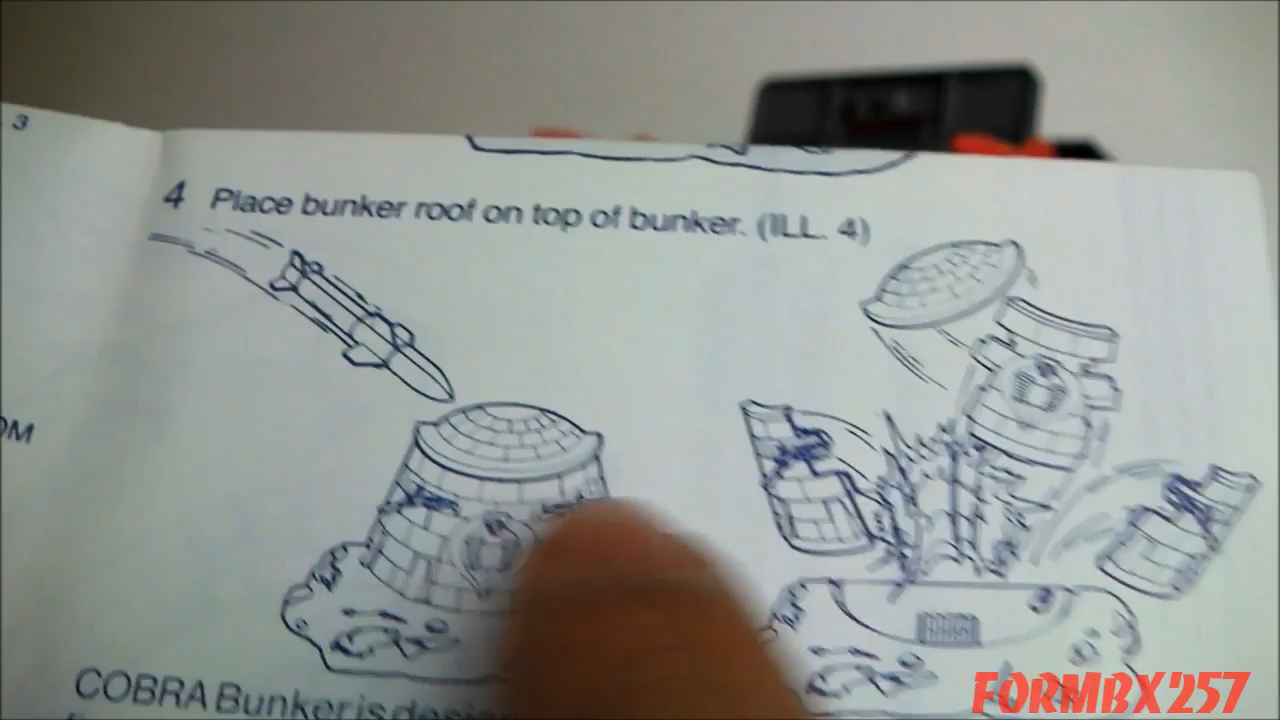 3
4 Place bunker roof on top of bunker. (ILL. 4)
OM
COBRA Bunker is
FORMBX257